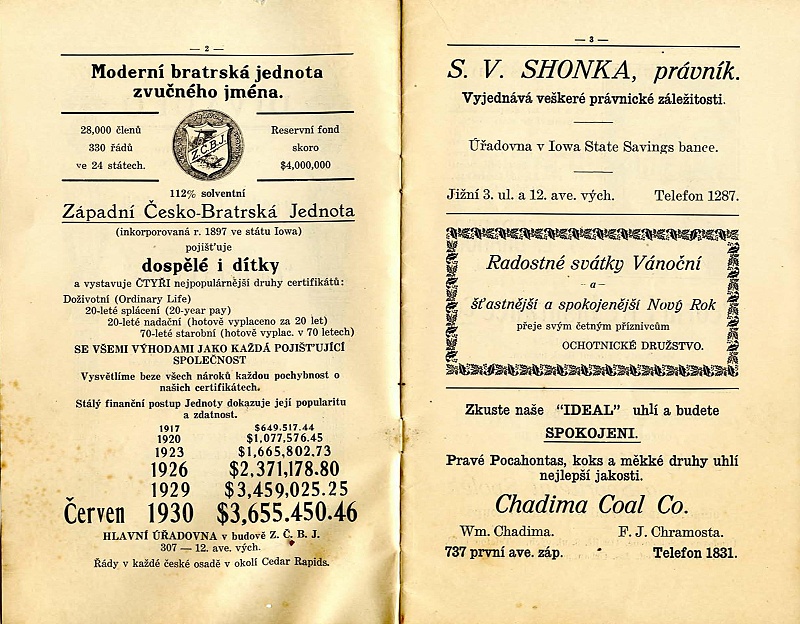 — 2 —
Moderní bratrská jednota
zvučného jména.
28,000 členů
330 řádů
ve 24 státech.
Z.Č.B.J.
Reservní fond
skoro
$4,000,000
112% solventní
Západní Česko-Bratrská Jednota
(inkorporovaná r. 1897 ve státu Iowa)
pojišťuje
dospělé i dítky
a vystavuje ČTYŘI nejpopulárnější druhy certifikátů:
Doživotní (Ordinary Life)
20-leté splácení (20-year pay)
20-leté nadační (hotově vyplaceno za 20 let)
70-leté starobní (hotově vyplac. v 70 letech)
SE VŠEMI VÝHODAMI JAKO KAŽDÁ POJIŠŤUJÍCÍ
SPOLEČNOST
Vysvětlíme beze všech nároků každou pochybnost o
našich certifikátech.
Stálý finanční postup Jednoty dokazuje její popularitu
a zdatnost.
1917 $649.517.44
1920 $1,077,576.45
1923 $1,665,802.73
1926 $2,371,178.80
1929 $3,459,025.25
Červen 1930 $3,655.450.46
HLAVNÍ ÚŘADOVNA v budově Z. Č. B. J.
307 — 12. ave. vých.
Řády v každé české osadě v okolí Cedar Rapids.
— 3 —
S. V. SHONKA, právník.
Vyjednává veškeré právnické záležitosti.
Úřadovna v Iowa State Savings bance.
Jižní 3. ul. a 12. ave. vých. Telefon 1287.
Radostné svátky Vánoční
- a -
šťastnější a spokojenější Nový Rok
přeje svým četným příznivcům
OCHOTNICKÉ DRUŽSTVO.
Zkuste naše "IDEAL" uhlí a budete
SPOKOJENI.
Pravé Pocahontas, koks a měkké druhy uhlí
nejlepší jakosti.
Chadima Coal Co.
Wm. Chadima. F. J. Chramosta.
737 první ave. záp. Telefon 1831.